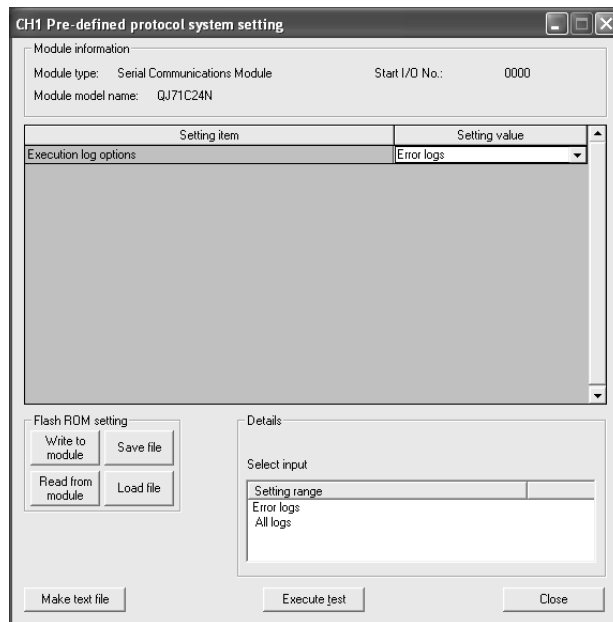 CH1 Pre-defined protocol system setting
Module information
Module type: Serial Communications Module Start I/O No.: 0000
Module model name: QJ71C24N
Setting item Setting value
Execution log options Error logs
Flash ROM setting
Write to module Save file
Read from module Load file
Details
Select input
Setting range
Error logs
All logs
Make text file Execute test Close